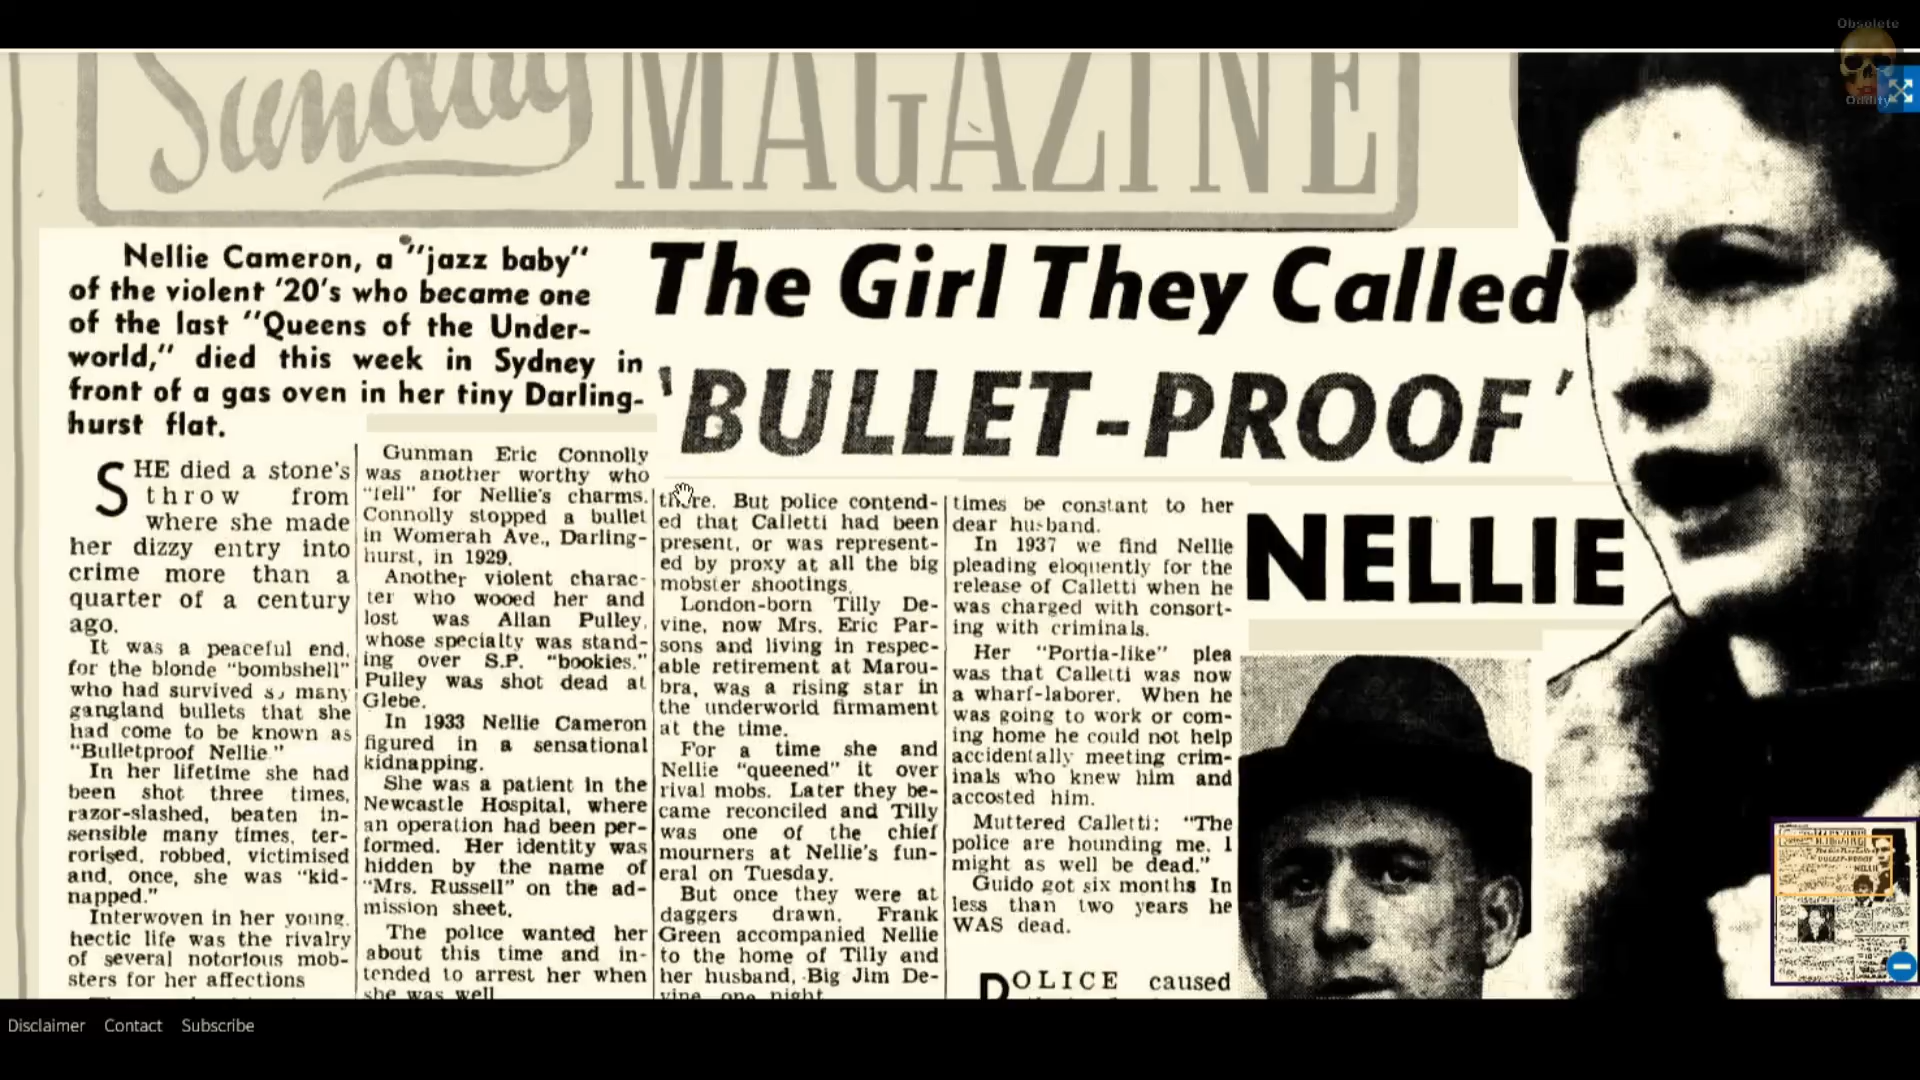 Obsolete
Oddity
Sunday MAGAZINE
Nellie Cameron, a "jazz baby"
of the violent '20's who became one
of the last "Queens of the Under-
world," died this week in Sydney in
front of a gas oven in her tiny Darling-
hurst flat.
The Girl They Called
'BULLET-PROOF'
NELLIE
SHE died a stone's
throw from
where she made
her dizzy entry into
crime more than a
quarter of a century
ago.
It was a peaceful end,
for the blonde "bombshell"
who had survived so many
gangland bullets that she
had come to be known as
"Bulletproof Nellie."
In her lifetime she had
been shot three times,
razor-slashed, beaten in-
sensible many times, ter-
rorised, robbed, victimised
and, once, she was "kid-
napped."
Interwoven in her young,
hectic life was the rivalry
of several notorious mob-
sters for her affections
Gunman Eric Connolly
was another worthy who
"fell" for Nellie's charms.
Connolly stopped a bullet
in Womerah Ave., Darling-
hurst, in 1929.
Another violent charac-
ter who wooed her and
lost was Allan Pulley,
whose specialty was stand-
ing over S.P. "bookies."
Pulley was shot dead at
Glebe.
In 1933 Nellie Cameron
figured in a sensational
kidnapping.
She was a patient in the
Newcastle Hospital, where
an operation had been per-
formed. Her identity was
hidden by the name of
"Mrs. Russell" on the ad-
mission sheet.
The police wanted her
about this time and in-
tended to arrest her when
she was well
there. But police contend-
ed that Calletti had been
present, or was represent-
ed by proxy at all the big
mobster shootings.
London-born Tilly De-
vine, now Mrs. Eric Par-
sons and living in respec-
able retirement at Marou-
bra, was a rising star in
the underworld firmament
at the time.
For a time she and
Nellie "queened" it over
rival mobs. Later they be-
came reconciled and Tilly
was one of the chief
mourners at Nellie's fun-
eral on Tuesday.
But once they were at
daggers drawn. Frank
Green accompanied Nellie
to the home of Tilly and
her husband, Big Jim De-
vine, one night
times be constant to her
dear husband.
In 1937 we find Nellie
pleading eloquently for the
release of Calletti when he
was charged with consort-
ing with criminals.
Her "Portia-like" plea
was that Calletti was now
a wharf-laborer. When he
was going to work or com-
ing home he could not help
accidentally meeting crim-
inals who knew him and
accosted him.
Muttered Calletti: "The
police are hounding me. I
might as well be dead."
Guido got six months In
less than two years he
WAS dead.
POLICE caused
Disclaimer Contact Subscribe